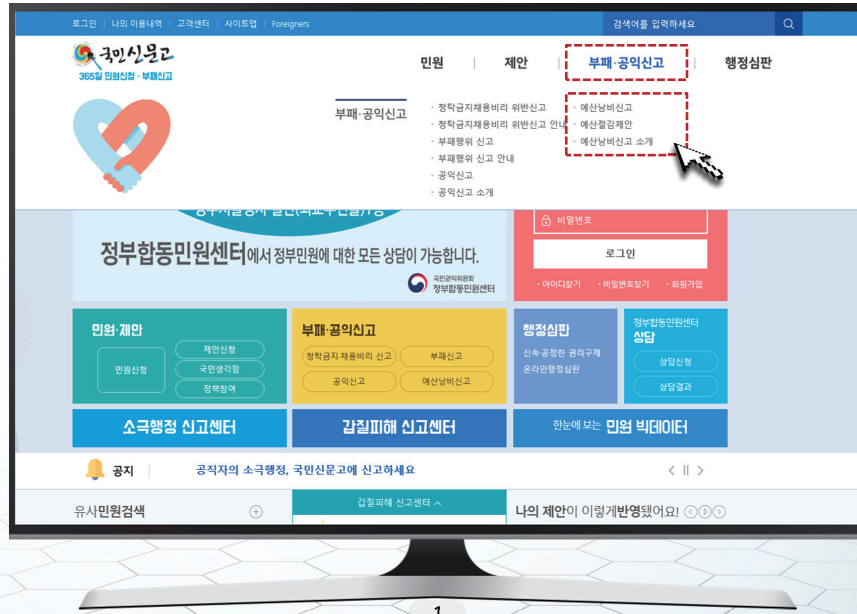 로그인 | 나의 이용내역 | 고객센터 | 사이트맵 | Foreigners
검색어를 입력하세요
국민신문고
365일 민원신청·부패신고
민원 | 제안 | 부패·공익신고 | 행정심판
부패·공익신고
· 청탁금지채용비리 위반신고
· 청탁금지채용비리 위반신고 안내
· 부패행위 신고
· 부패행위 신고 안내
· 공익신고
· 공익신고 소개
· 예산낭비신고
· 예산절감제안
· 예산낭비신고 소개
정부합동민원센터에서 정부민원에 대한 모든 상담이 가능합니다.
국민권익위원회
정부합동민원센터
비밀번호
로그인
· 아이디찾기 · 비밀번호찾기 · 회원가입
민원·제안
민원신청
제안신청
국민생각함
정책참여
부패·공익신고
청탁금지·채용비리 신고
부패신고
공익신고
예산낭비신고
행정심판
신속·공정한 권리구제
온라인행정심판
정부합동민원센터
상담
상담신청
상담결과
소극행정 신고센터
갑질피해 신고센터
한눈에 보는 민원 빅데이터
공지
공직자의 소극행정, 국민신문고에 신고하세요
유사민원검색
갑질피해 신고센터
나의 제안이 이렇게반영됐어요!
1